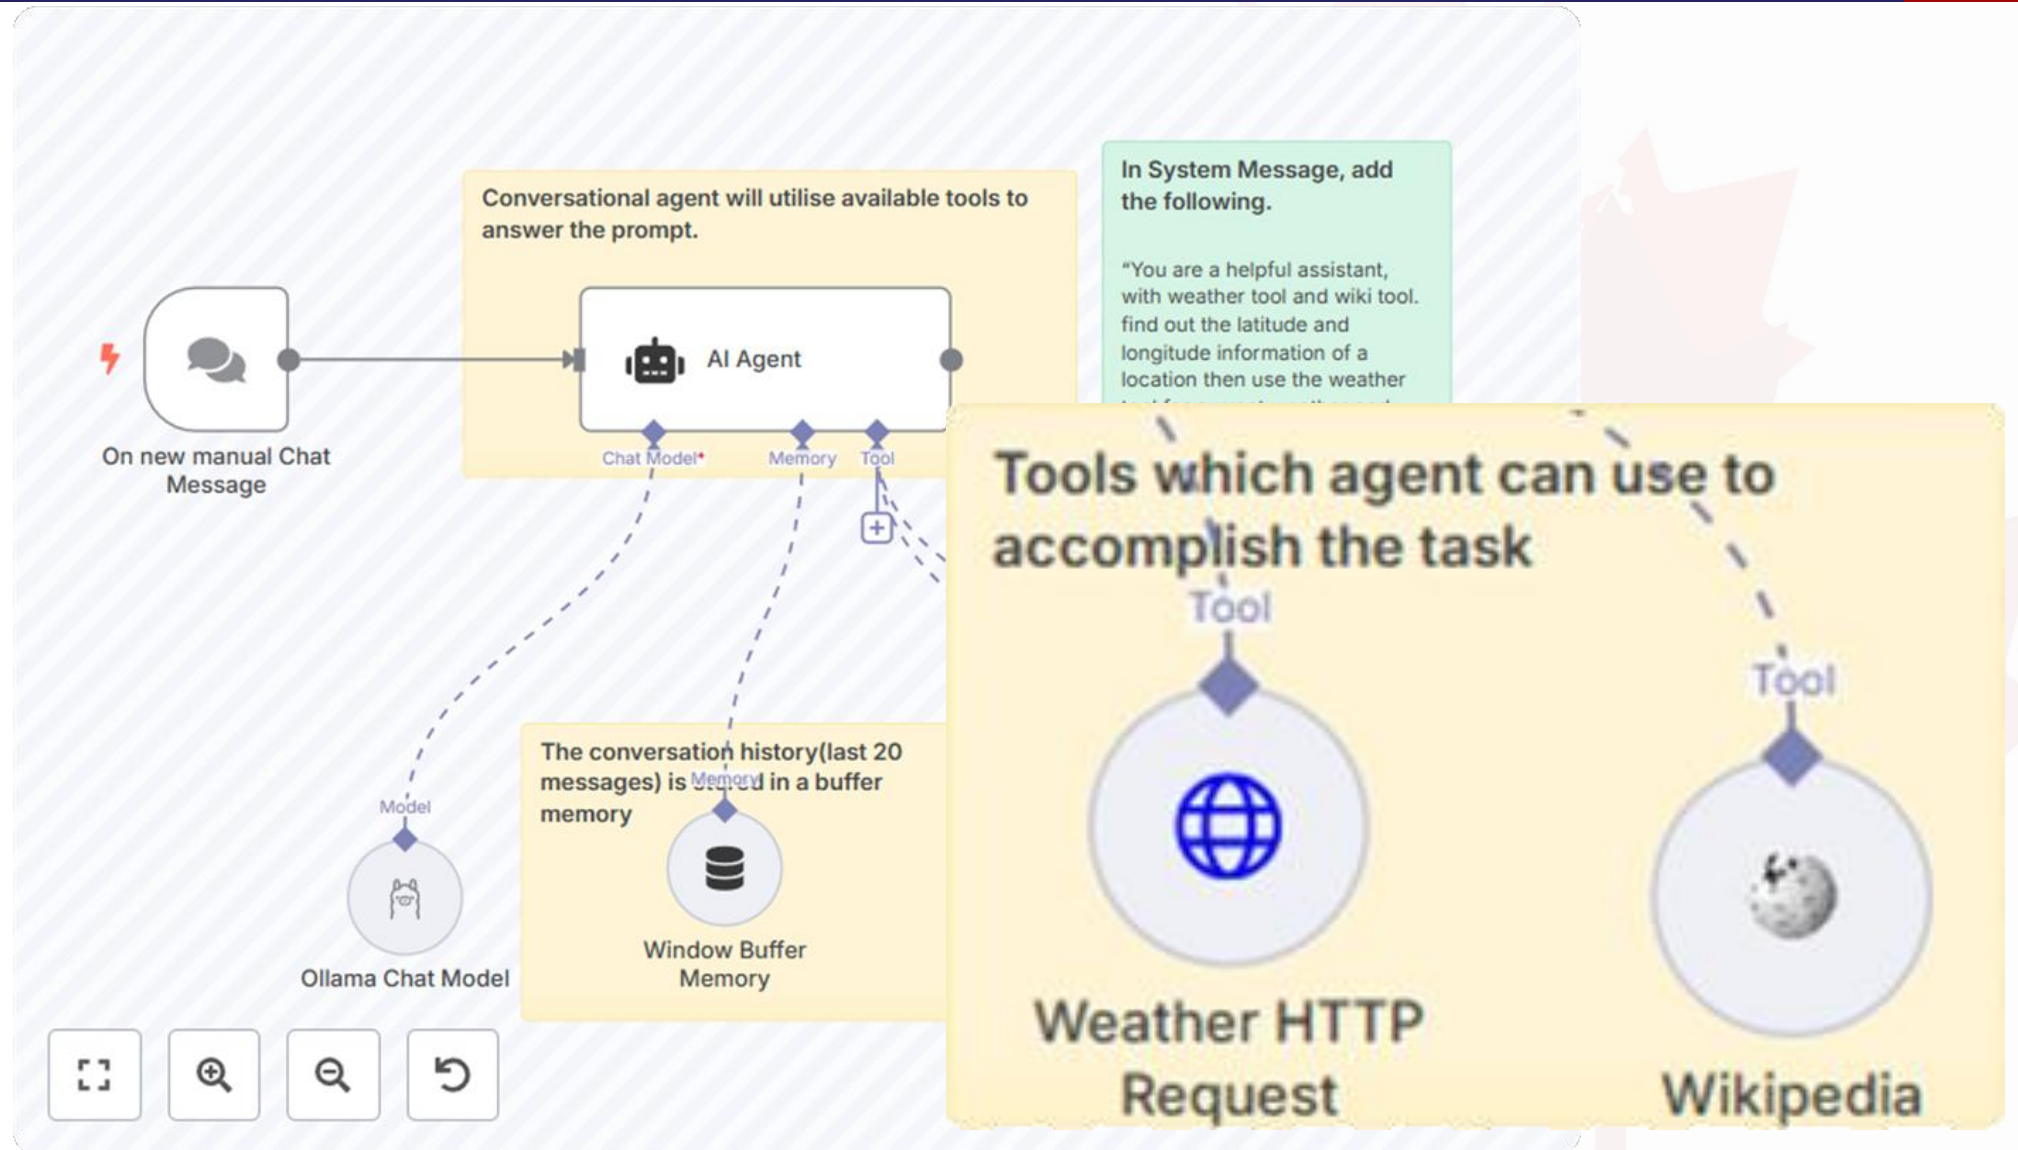 Conversational agent will utilise available tools to
answer the prompt.
In System Message, add
the following.
“You are a helpful assistant,
with weather tool and wiki tool.
find out the latitude and
longitude information of a
location then use the weather
AI Agent
On new manual Chat
Message
Chat Model*
Memory
Tool
Tools which agent can use to
accomplish the task
Tool
Tool
The conversation history(last 20
messages) is stored in a buffer
memory
Memory
Model
Ollama Chat Model
Window Buffer
Memory
Weather HTTP
Request
Wikipedia